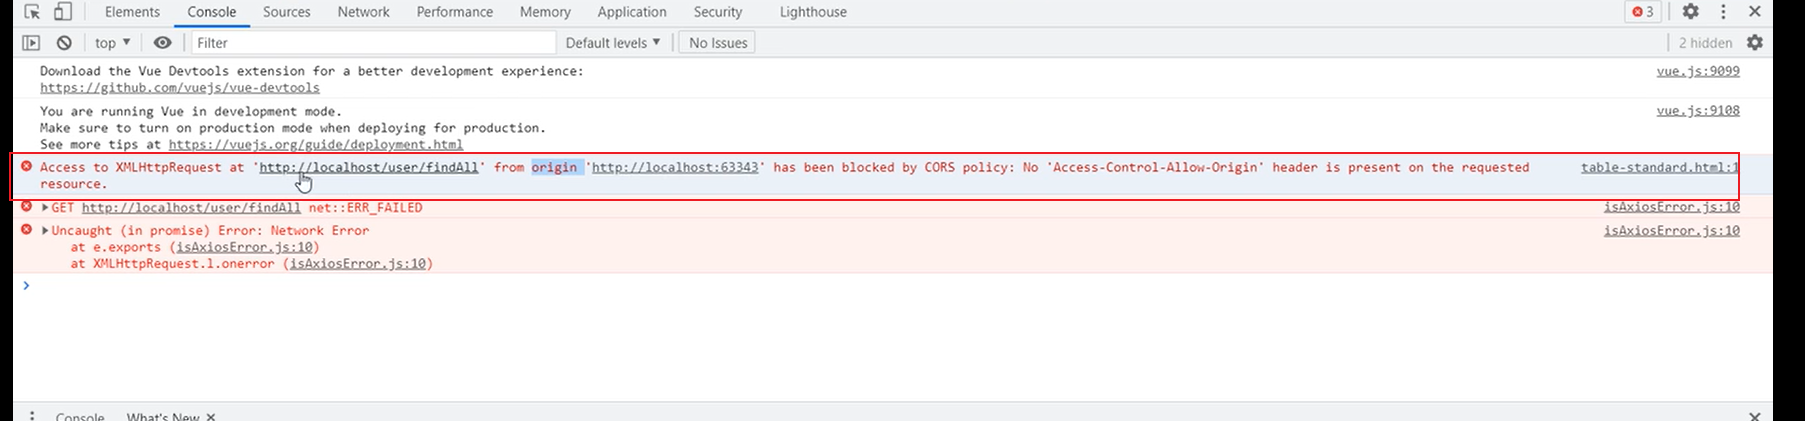 Elements Console Sources Network Performance Memory Application Security Lighthouse 3
top Filter Default levels No Issues 2 hidden
Download the Vue Devtools extension for a better development experience: vue.js:9099
https://github.com/vuejs/vue-devtools
You are running Vue in development mode. vue.js:9108
Make sure to turn on production mode when deploying for production.
See more tips at https://vuejs.org/guide/deployment.html
Access to XMLHttpRequest at 'http://localhost/user/findAll' from origin 'http://localhost:63343' has been blocked by CORS policy: No 'Access-Control-Allow-Origin' header is present on the requested table-standard.html:1
resource.
GET http://localhost/user/findAll net::ERR_FAILED isAxiosError.js:10
Uncaught (in promise) Error: Network Error isAxiosError.js:10
at e.exports (isAxiosError.js:10)
at XMLHttpRequest.l.onerror (isAxiosError.js:10)
Console What's New